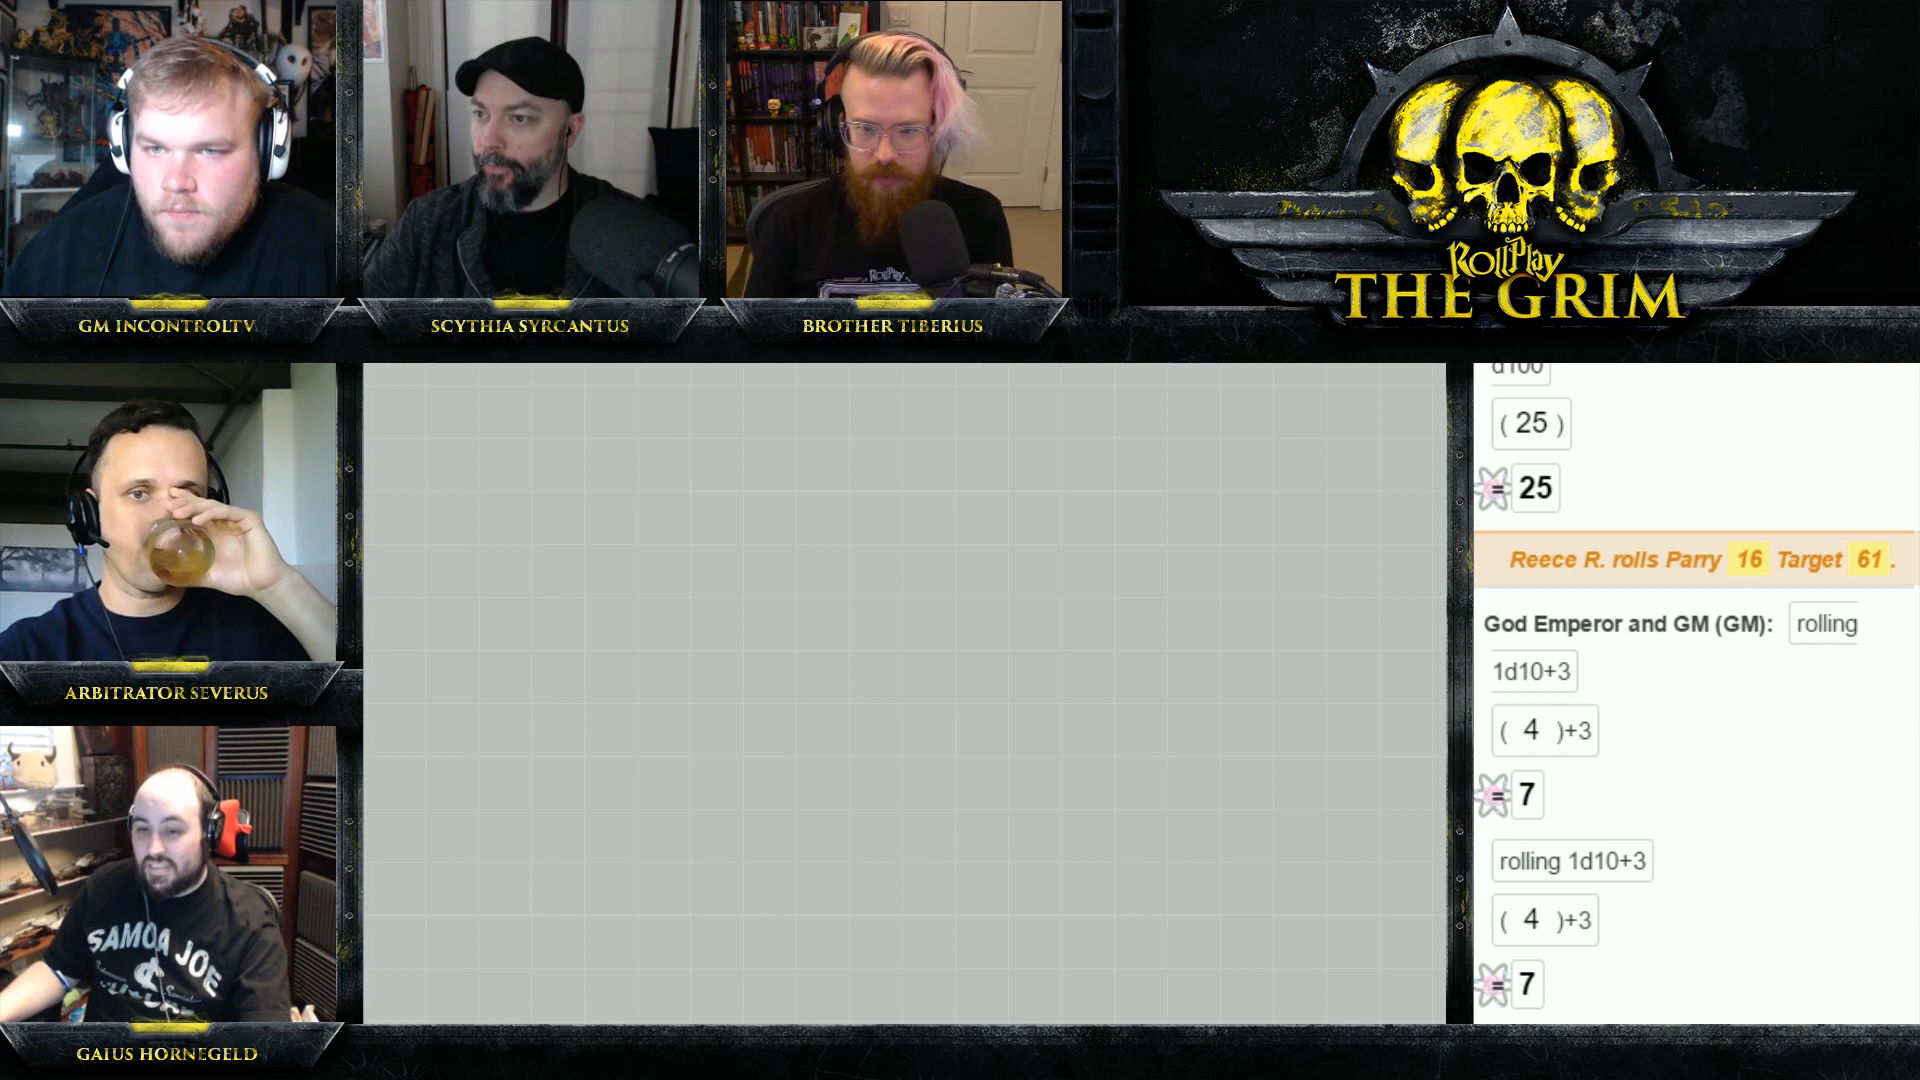 GM INCONTROLTV
SCYTHIA SYRCANTUS
RollPlay
BROTHER TIBERIUS
RollPlay
THE GRIM
ARBITRATOR SEVERUS
SAMOA JOE
GAIUS HORNEGELD
d100
( 25 )
= 25
Reece R. rolls Parry 16 Target 61 .
God Emperor and GM (GM): rolling
1d10+3
( 4 )+3
= 7
rolling 1d10+3
( 4 )+3
= 7